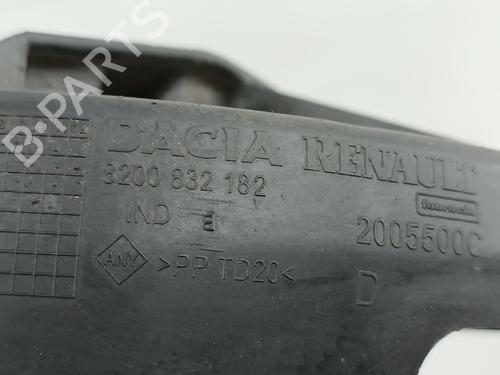 B-PARTS
DACIA RENAULT
8200 832 182
IND E
2005500C
ANY >PP TD20<
D